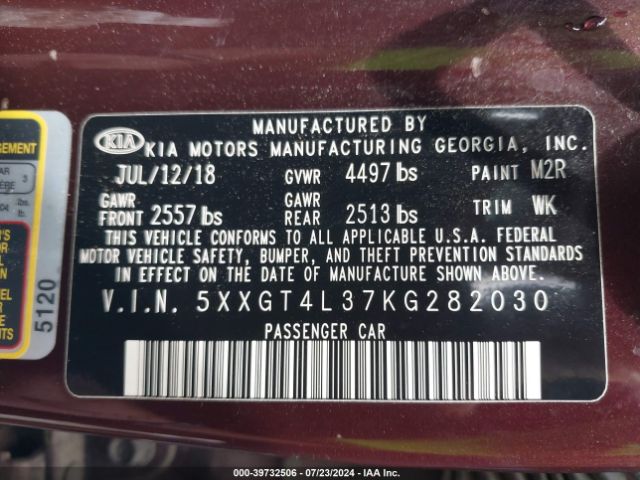 MANUFACTURED BY
KIA KIA MOTORS MANUFACTURING GEORGIA, INC.
JUL/12/18 GVWR 4497 lbs PAINT M2R
GAWR FRONT 2557 lbs GAWR REAR 2513 lbs TRIM WK
THIS VEHICLE CONFORMS TO ALL APPLICABLE U.S.A. FEDERAL
MOTOR VEHICLE SAFETY, BUMPER, AND THEFT PREVENTION STANDARDS
IN EFFECT ON THE DATE OF MANUFACTURE SHOWN ABOVE.
V.I.N. 5XXGT4L37KG282030
PASSENGER CAR
5120
000-39732506 / 07/23/2024 - IAA Inc.